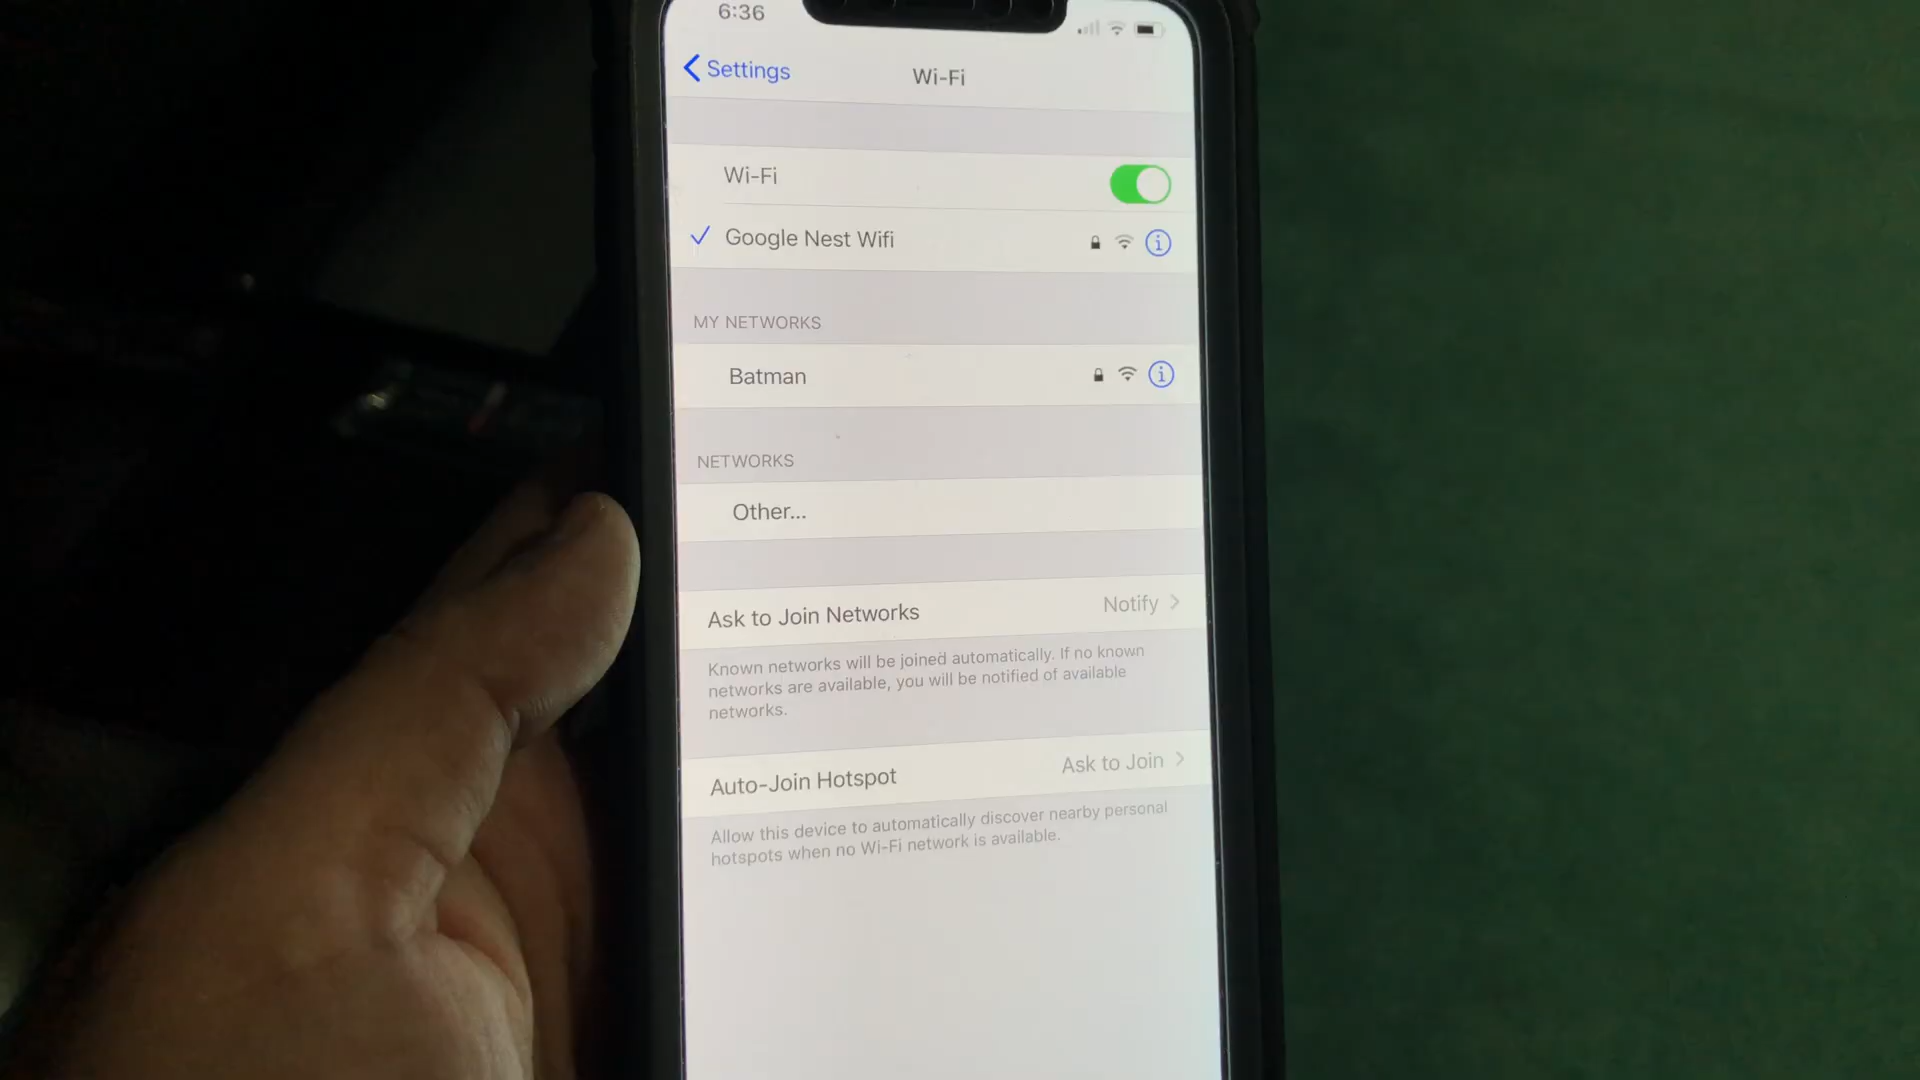 6:36
Settings
Wi-Fi
Wi-Fi
Google Nest Wifi
MY NETWORKS
Batman
NETWORKS
Other...
Ask to Join Networks Notify
Known networks will be joined automatically. If no known
networks are available, you will be notified of available
networks.
Auto-Join Hotspot Ask to Join
Allow this device to automatically discover nearby personal
hotspots when no Wi-Fi network is available.